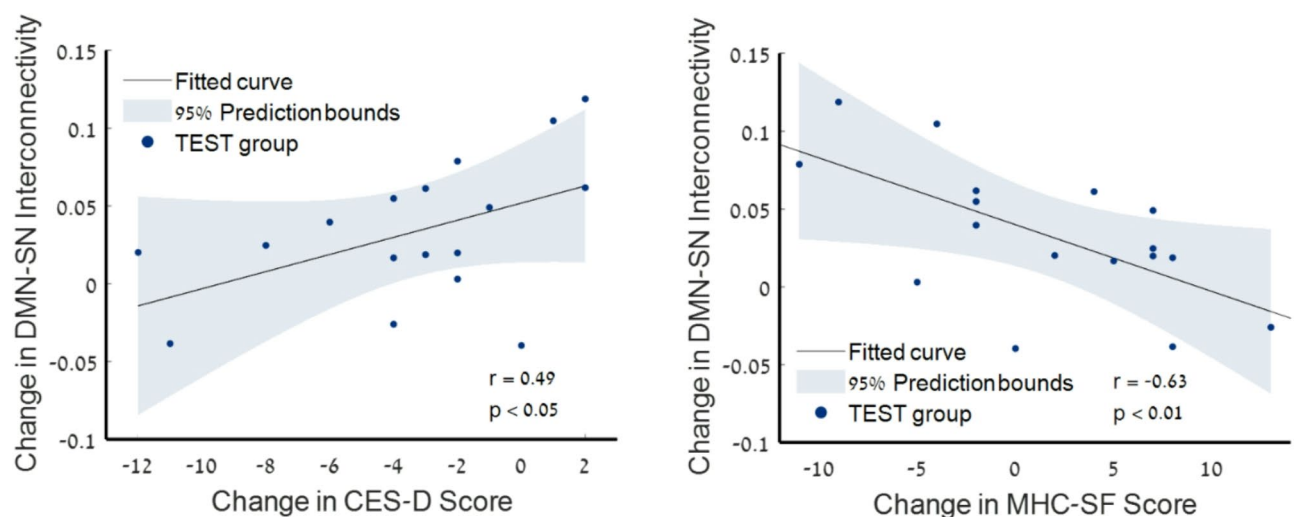 Change in DMN-SN Interconnectivity
0.15
0.1
0.05
0
-0.05
-0.1
Fitted curve
95% Prediction bounds
TEST group
r = 0.49
p < 0.05
-12 -10 -8 -6 -4 -2 0 2
Change in CES-D Score
Change in DMN-SN Interconnectivity
0.15
0.1
0.05
0
-0.05
-0.1
Fitted curve
95% Prediction bounds
TEST group
r = -0.63
p < 0.01
-10 -5 0 5 10
Change in MHC-SF Score